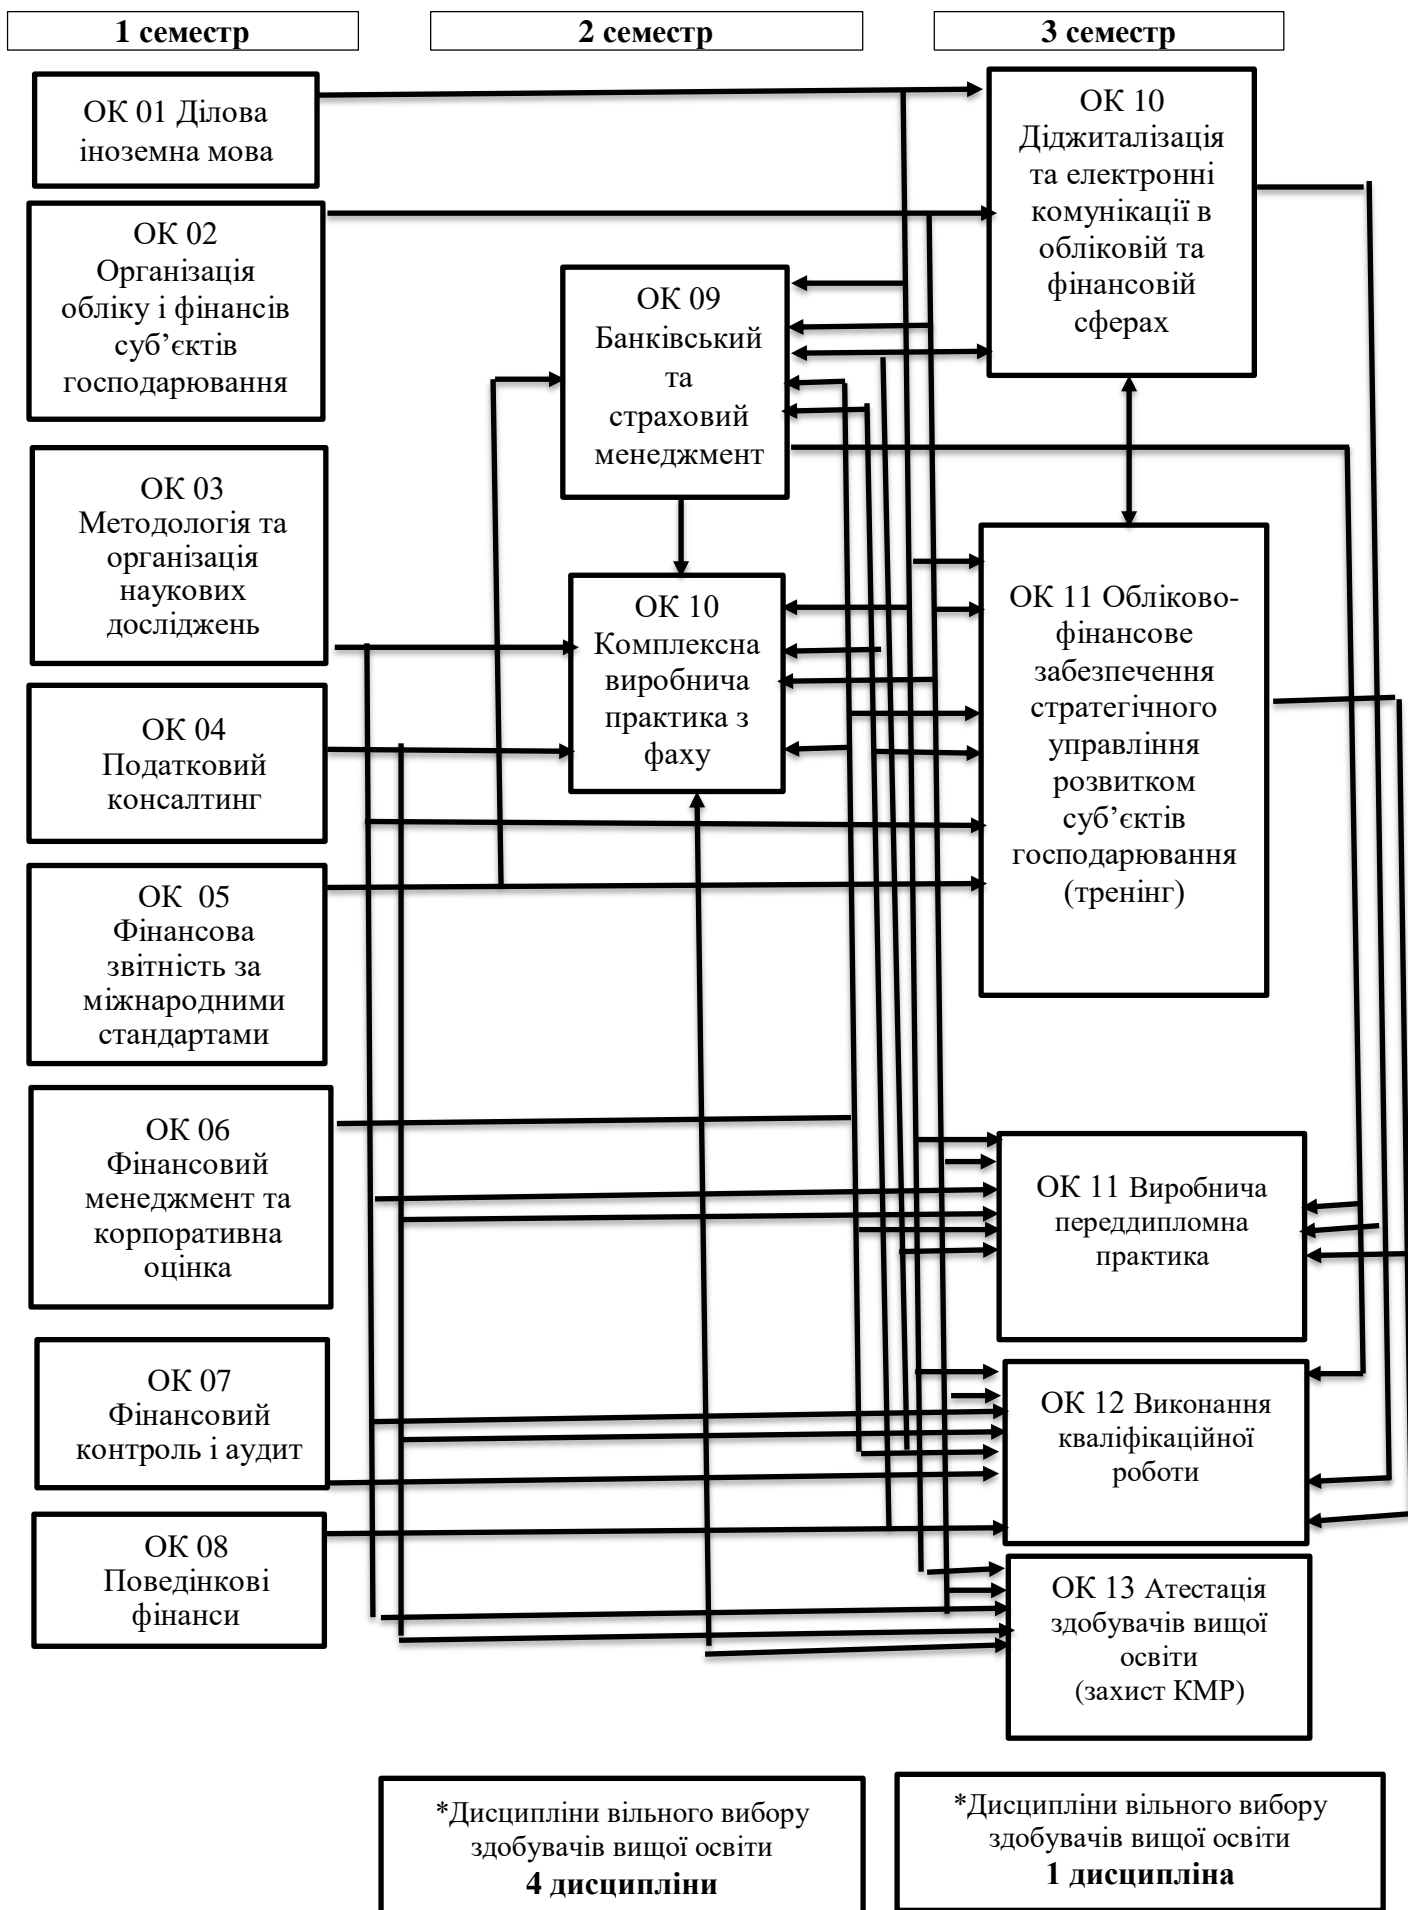 1 семестр
2 семестр
3 семестр
ОК 01 Ділова
іноземна мова
ОК 02
Організація
обліку і фінансів
суб’єктів
господарювання
ОК 03
Методологія та
організація
наукових
досліджень
ОК 04
Податковий
консалтинг
ОК 05
Фінансова
звітність за
міжнародними
стандартами
ОК 06
Фінансовий
менеджмент та
корпоративна
оцінка
ОК 07
Фінансовий
контроль і аудит
ОК 08
Поведінкові
фінанси
ОК 09
Банківський
та
страховий
менеджмент
ОК 10
Комплексна
виробнича
практика з
фаху
ОК 10
Діджиталізація
та електронні
комунікації в
обліковій та
фінансовій
сферах
ОК 11 Обліково-
фінансове
забезпечення
стратегічного
управління
розвитком
суб’єктів
господарювання
(тренінг)
ОК 11 Виробнича
переддипломна
практика
ОК 12 Виконання
кваліфікаційної
роботи
ОК 13 Атестація
здобувачів вищої
освіти
(захист КМР)
*Дисципліни вільного вибору
здобувачів вищої освіти
4 дисципліни
*Дисципліни вільного вибору
здобувачів вищої освіти
1 дисципліна